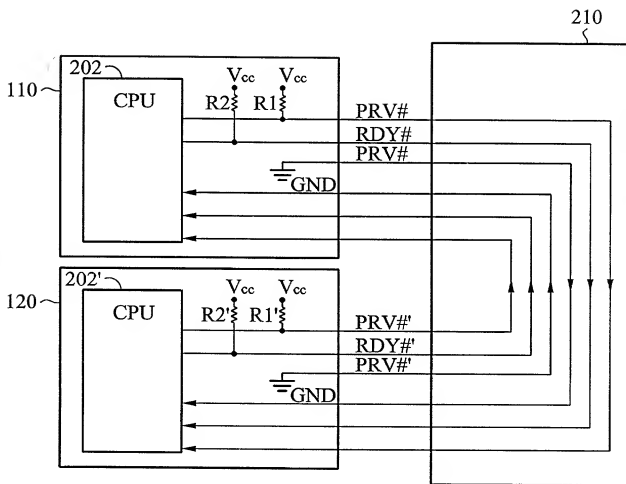 210
202
110
CPU
Vcc Vcc
R2 R1
PRV#
RDY#
PRV#
GND
202'
120
CPU
Vcc Vcc
R2' R1'
PRV#'
RDY#'
PRV#'
GND